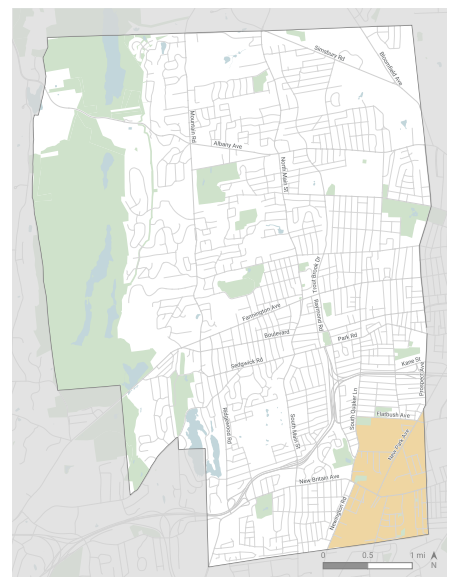 Simsbury Rd
Bloomfield Ave
Mountain Rd
Albany Ave
North Main St
Trout Brook Dr
Farmington Ave
Raymond Rd
Boulevard
Park Rd
Sedgwick Rd
Kane St
Prospect Ave
South Quaker Ln
Ridgewood Rd
South Main St
Flatbush Ave
New Park Ave
New Britain Ave
Newington Rd
0 0.5 1 mi
N